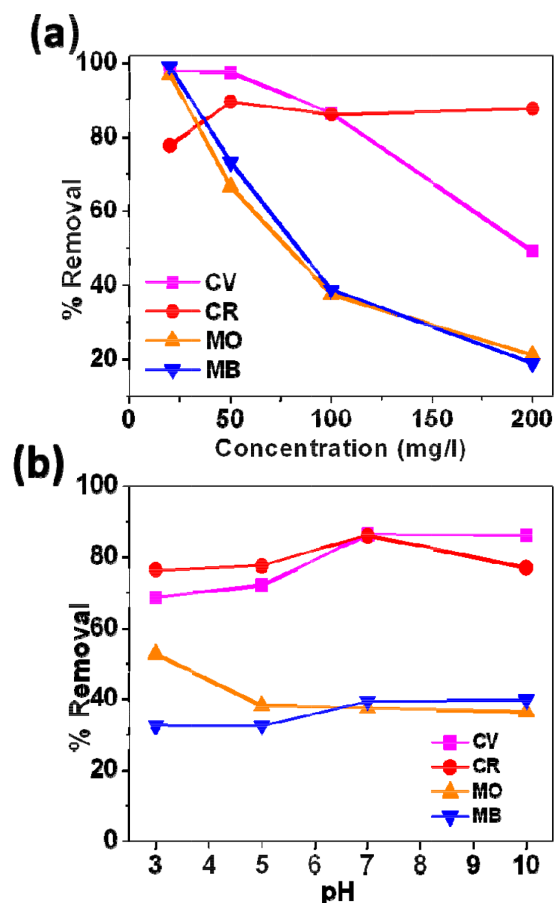 (a)
100
80
60
40
20
% Removal
CV
CR
MO
MB
0 50 100 150 200
Concentration (mg/l)
(b)
100
80
60
40
20
0
% Removal
CV
CR
MO
MB
3 4 5 6 7 8 9 10
pH